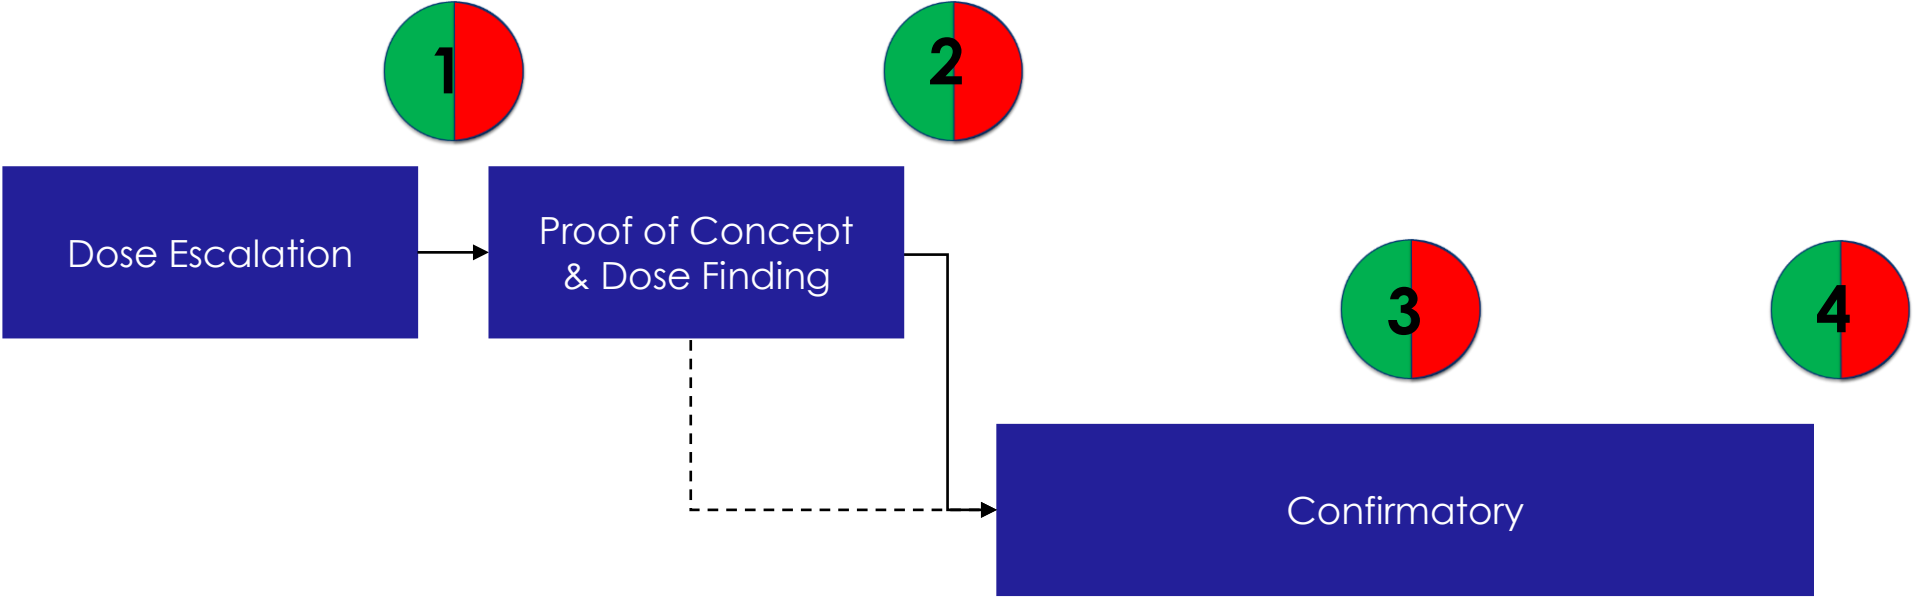 1
2
Dose Escalation
Proof of Concept
& Dose Finding
3
4
Confirmatory